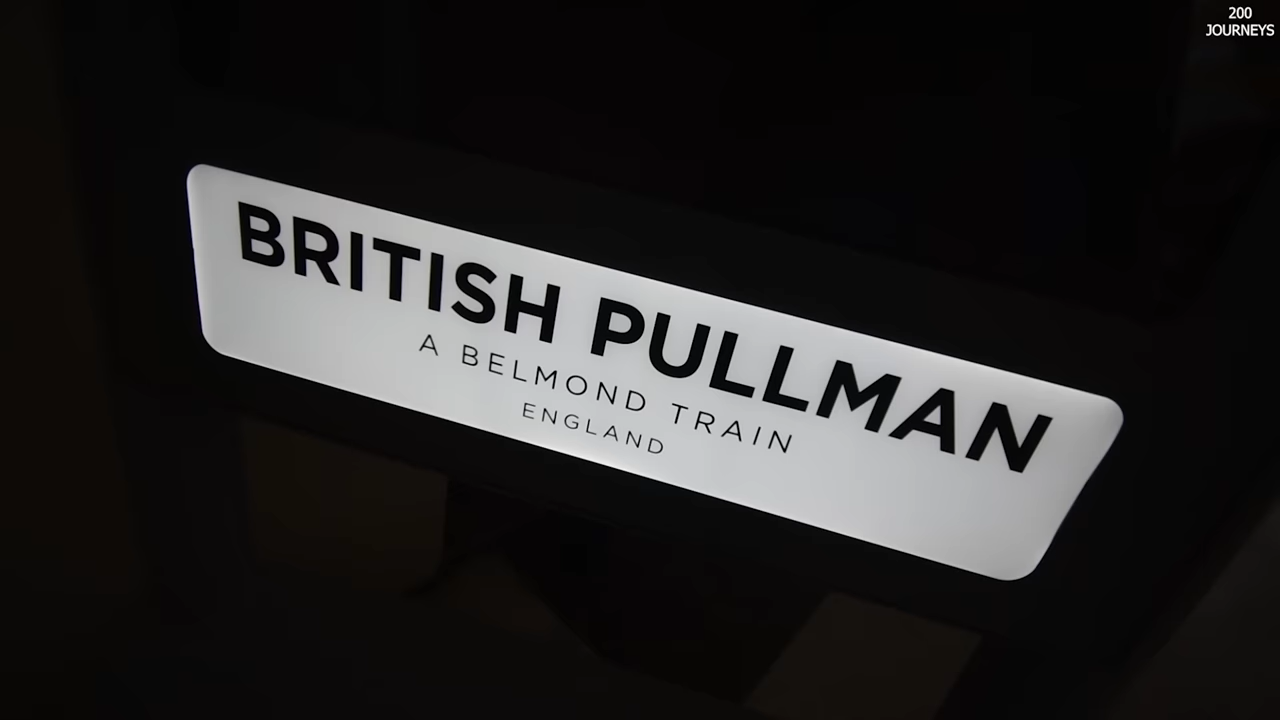 200
JOURNEYS
BRITISH PULLMAN
A BELMOND TRAIN
ENGLAND